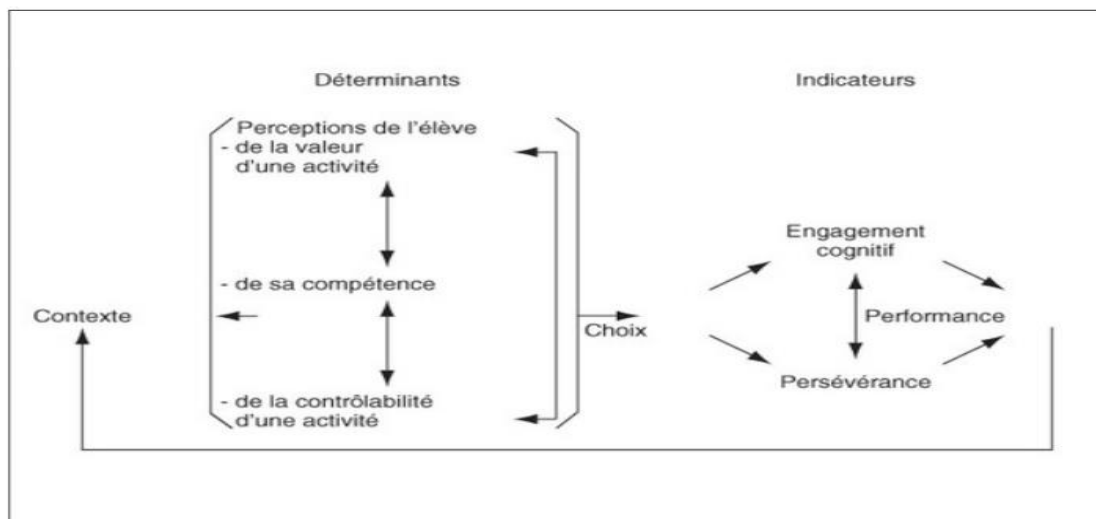 Déterminants
Indicateurs
Perceptions de l'élève
- de la valeur
d'une activité
- de sa compétence
- de la contrôlabilité
d'une activité
Contexte
Choix
Engagement
cognitif
Performance
Persévérance